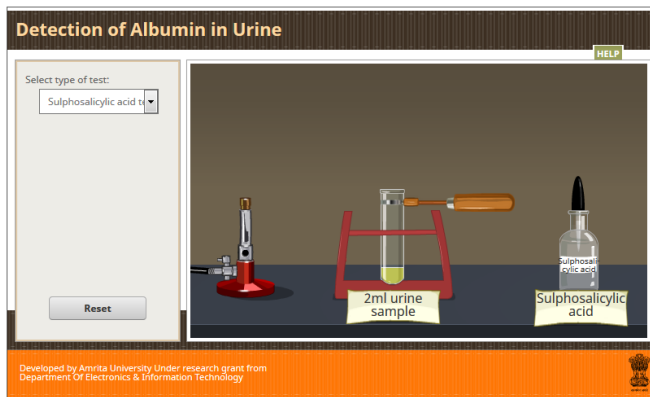 Detection of Albumin in Urine
HELP
Select type of test:
Sulphosalicylic acid te
Reset
Sulphosali
cylic acid
2ml urine
sample
Sulphosalicylic
acid
Developed by Amrita University Under research grant from
Department Of Electronics & Information Technology